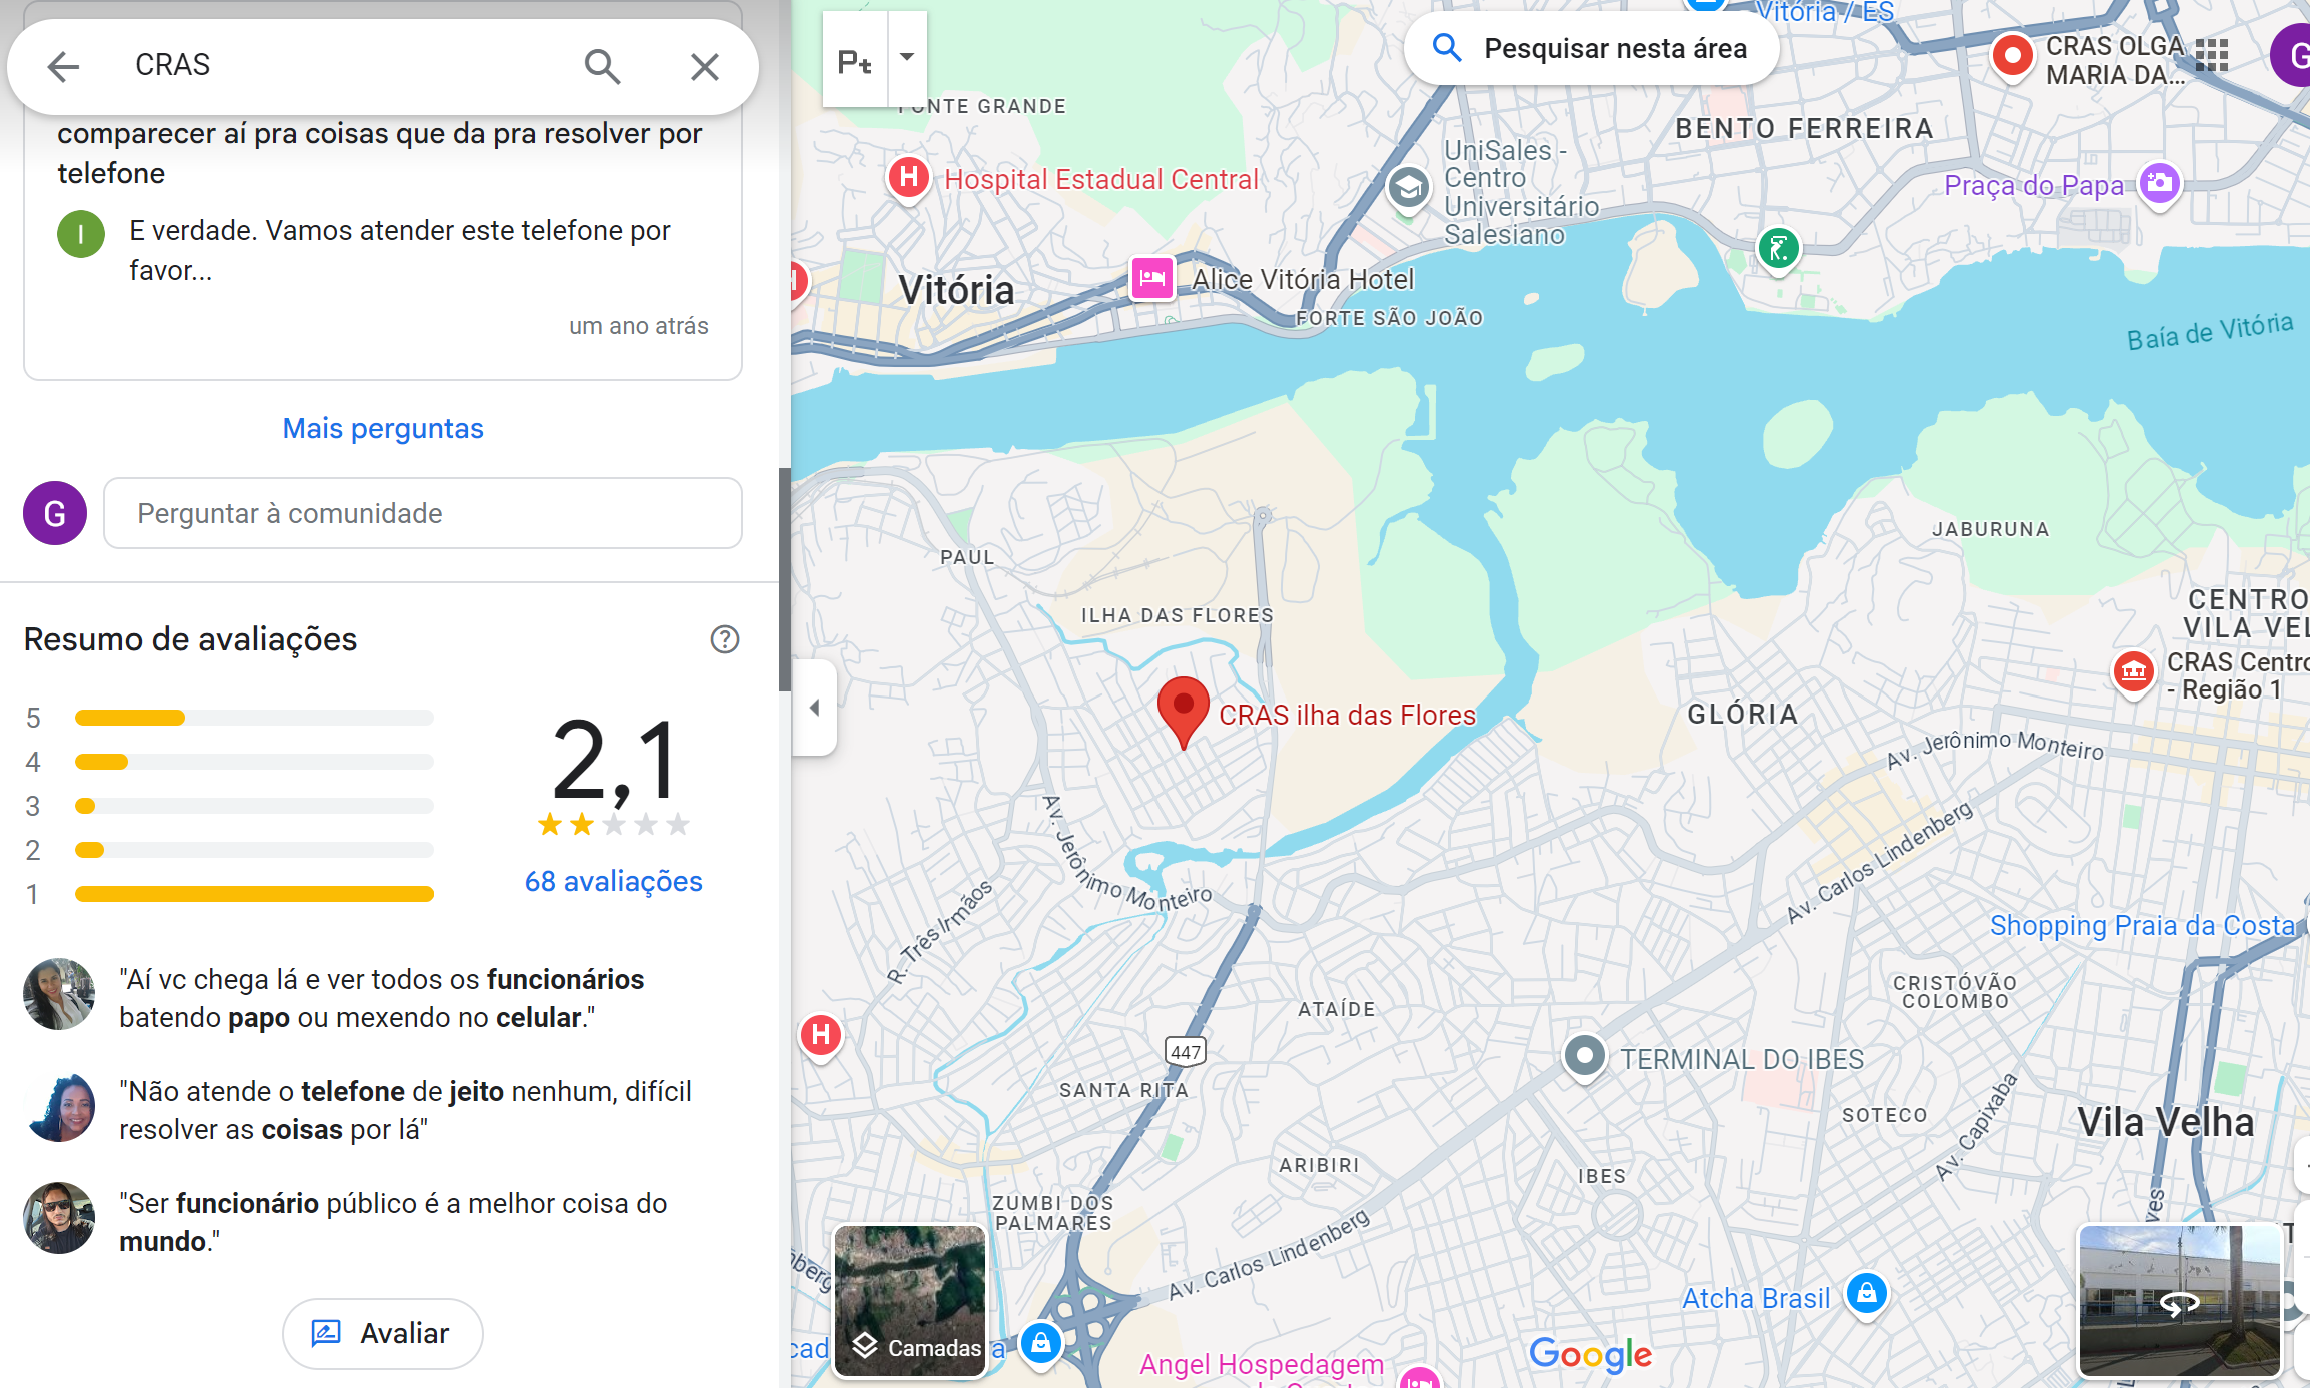 CRAS
comparecer aí pra coisas que da pra resolver por
telefone
I
E verdade. Vamos atender este telefone por
favor...
um ano atrás
Mais perguntas
G
Perguntar à comunidade
Resumo de avaliações
5
4
3
2
1
2,1
68 avaliações
"Aí vc chega lá e ver todos os funcionários
batendo papo ou mexendo no celular."
"Não atende o telefone de jeito nenhum, difícil
resolver as coisas por lá"
"Ser funcionário público é a melhor coisa do
mundo."
Avaliar
Pt
Pesquisar nesta área
Vitória / ES
CRAS OLGA
MARIA DA...
G
FONTE GRANDE
BENTO FERREIRA
H
Hospital Estadual Central
UniSales -
Centro
Universitário
Salesiano
Praça do Papa
Vitória
Alice Vitória Hotel
FORTE SÃO JOÃO
Baía de Vitória
PAUL
JABURUNA
ILHA DAS FLORES
CENTRO
VILA VEL
CRAS Centro
- Região 1
CRAS ilha das Flores
GLÓRIA
Av. Jerônimo Monteiro
Av. Jerônimo Monteiro
Av. Carlos Lindenberg
R. Três Irmãos
Shopping Praia da Costa
CRISTÓVÃO
COLOMBO
ATAÍDE
H
447
TERMINAL DO IBES
SANTA RITA
SOTECO
Av. Capixaba
Vila Velha
ARIBIRI
IBES
ZUMBI DOS
PALMARES
Av. Carlos Lindenberg
Atcha Brasil
Camadas
Google
Angel Hospedagem